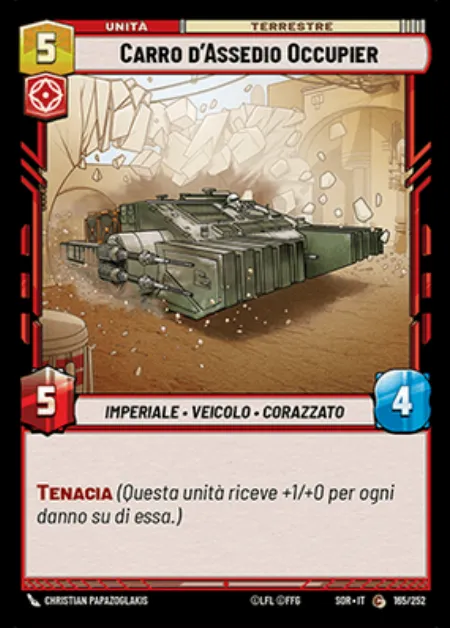 UNITÀ
TERRESTRE
5
CARRO D'ASSEDIO OCCUPIER
5
IMPERIALE • VEICOLO • CORAZZATO
4
TENACIA (Questa unità riceve +1/+0 per ogni
danno su di essa.)
CHRISTIAN PAPAZOGLAKIS
©LFL ©FFG
SOR • IT
C
165/252